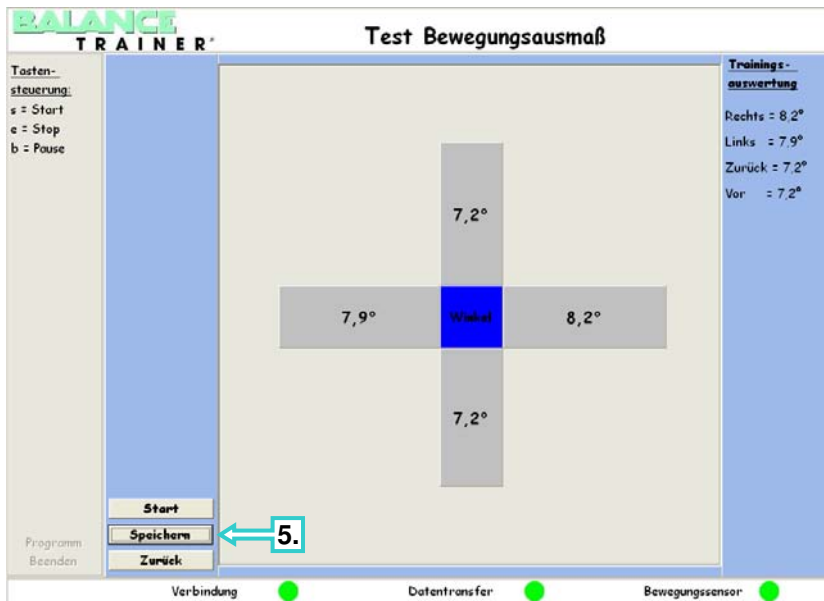 BALANCE
TRAINER
Test Bewegungsausmaß
Tasten-
steuerung:
s = Start
e = Stop
b = Pause
Trainings-
auswertung
Rechts = 8,2°
Links = 7,9°
Zurück = 7,2°
Vor = 7,2°
7,2°
7,9°
Winkel
8,2°
7,2°
Start
Speichern
5.
Zurück
Programm
Beenden
Verbindung
Datentransfer
Bewegungssensor